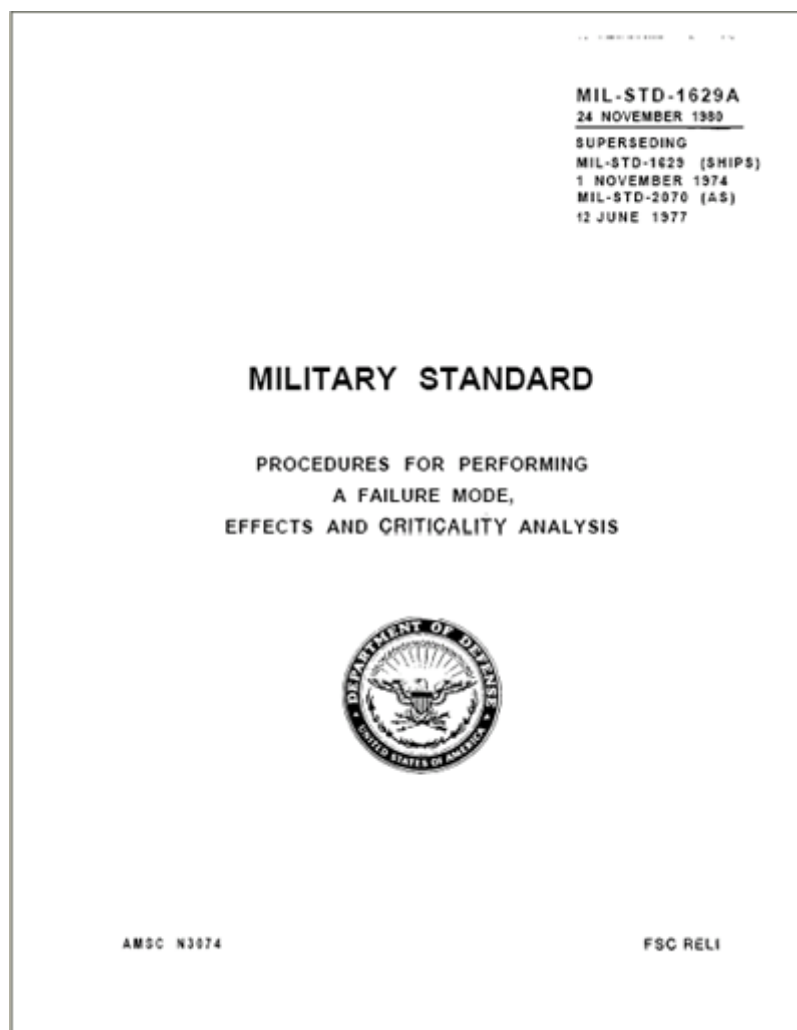 MIL-STD-1629A
24 NOVEMBER 1980
SUPERSEDING
MIL-STD-1629 (SHIPS)
1 NOVEMBER 1974
MIL-STD-2070 (AS)
12 JUNE 1977
MILITARY STANDARD
PROCEDURES FOR PERFORMING
A FAILURE MODE,
EFFECTS AND CRITICALITY ANALYSIS
DEPARTMENT OF DEFENSE
UNITED STATES OF AMERICA
AMSC N3074
FSC RELI